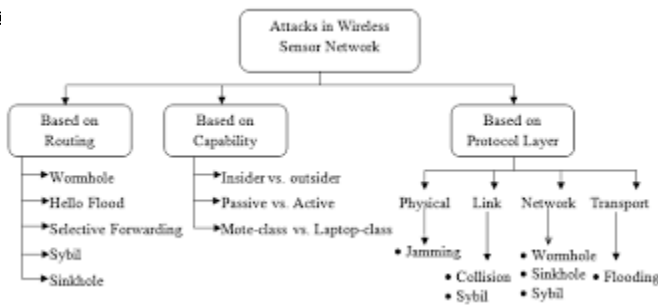 Attacks in Wireless
Sensor Network
Based on
Routing
Based on
Capability
Based on
Protocol Layer
Wormhole
Hello Flood
Selective Forwarding
Sybil
Sinkhole
Insider vs. outsider
Passive vs. Active
Mote-class vs. Laptop-class
Physical
Link
Network
Transport
• Jamming
• Collision
• Sybil
• Wormhole
• Sinkhole
• Sybil
• Flooding